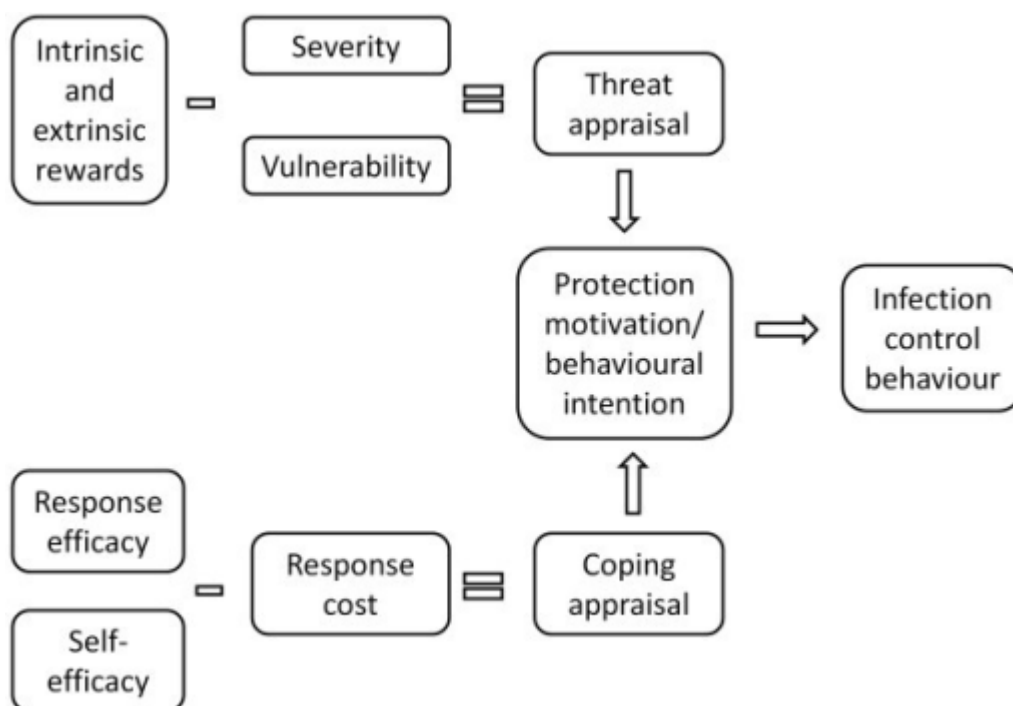 Intrinsic
and
extrinsic
rewards
Severity
Vulnerability
Threat
appraisal
Protection
motivation/
behavioural
intention
Infection
control
behaviour
Response
efficacy
Self-
efficacy
Response
cost
Coping
appraisal